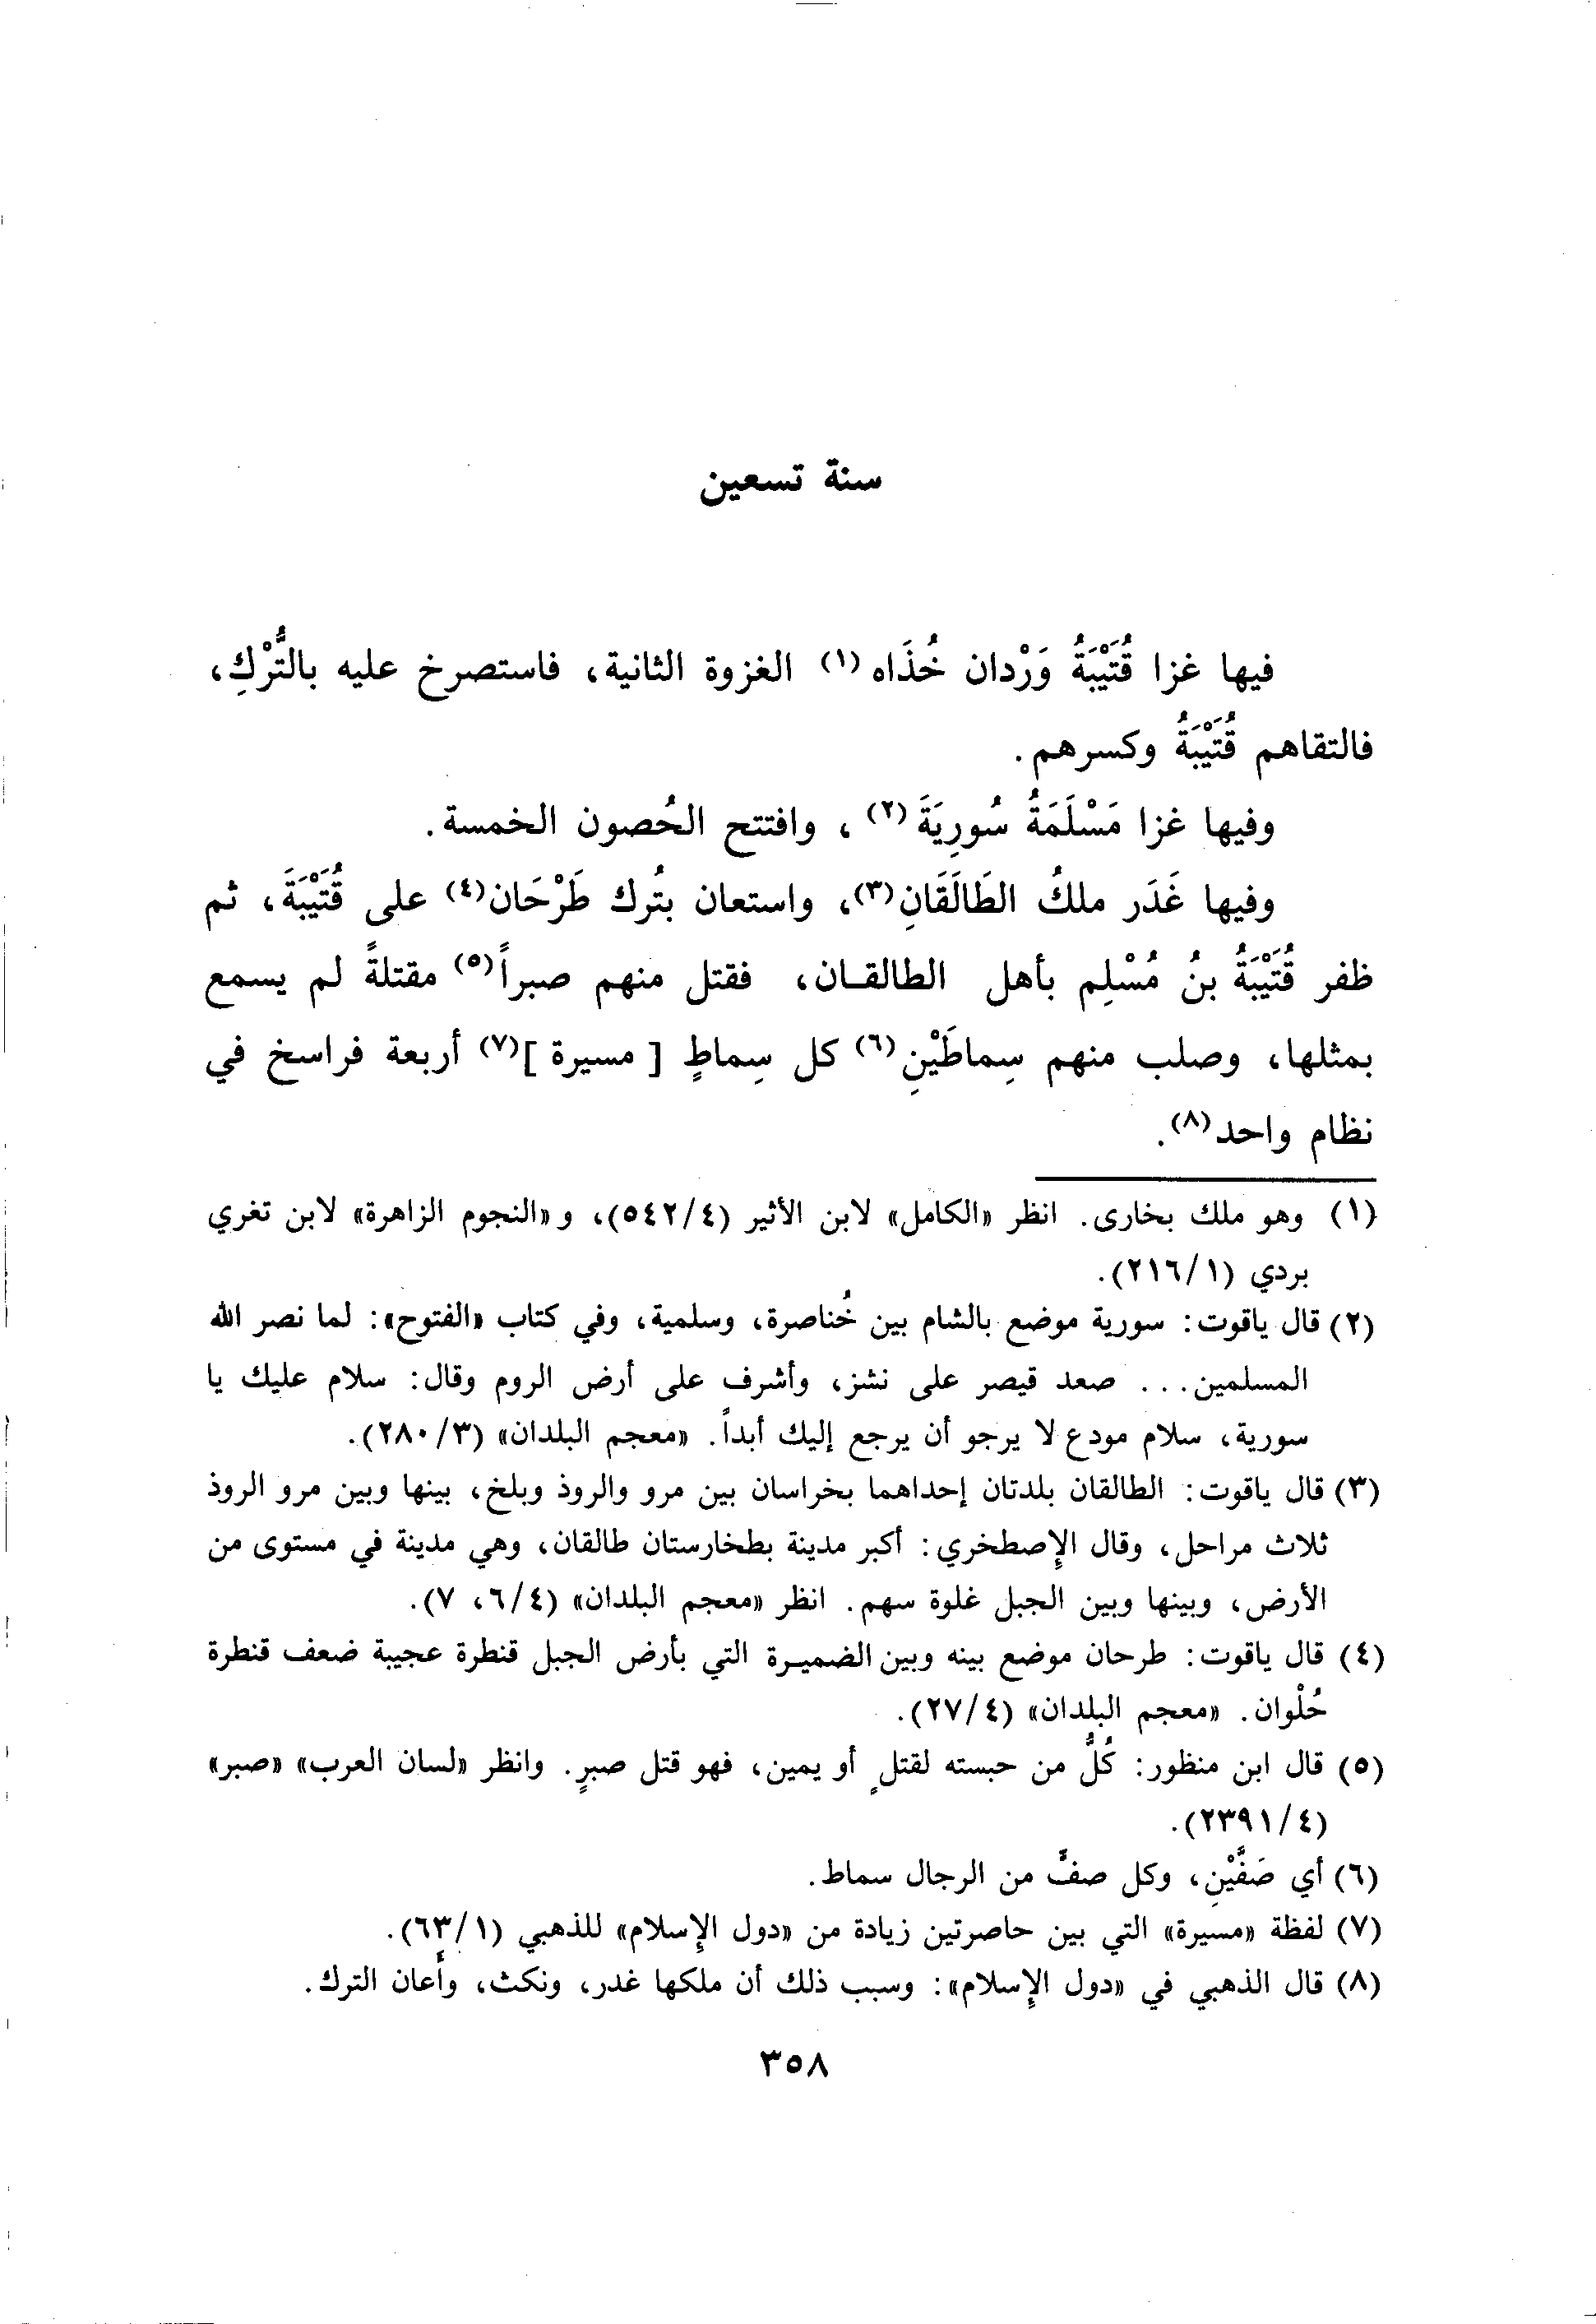 سنة تسعين
فيها غزا قُتَيْبَةُ وَرْدان خُذَاه (١) الغزوة الثانية، فاستصرخ عليه بالتُّرْكِ،
فالتقاهم قُتَيْبَةُ وكسرهم.
وفيها غزا مَسْلَمَةُ سُورِيَةَ (٢) ، وافتتح الحُصون الخمسة.
وفيها غَدَر ملكُ الطَالَقَانِ (٣)، واستعان بتُرك طَرْحَان (٤) على قُتَيْبَةَ، ثم
ظفر قُتَيْبَةُ بنُ مُسْلِم بأهل الطالقـان، فقتل منهم صبراً (٥) مقتلةً لم يسمع
بمثلها، وصلب منهم سِماطَيْنِ (٦) كل سِماطٍ [ مسيرة ] (٧) أربعة فراسخ في
نظام واحد (٨).
(١) وهو ملك بخارى. انظر «الكامل» لابن الأثير (٥٤٢/٤)، و«النجوم الزاهرة» لابن تغري
بردي (٢١٦/١).
(٢) قال ياقوت: سورية موضع بالشام بين خُناصرة، وسلمية، وفي كتاب «الفتوح»: لما نصر الله
المسلمين... صعد قيصر على نشز، وأشرف على أرض الروم وقال: سلام عليك يا
سورية، سلام مودع لا يرجو أن يرجع إليك أبداً. «معجم البلدان» (٢٨٠/٣).
(٣) قال ياقوت: الطالقان بلدتان إحداهما بخراسان بين مرو والروذ وبلخ، بينها وبين مرو الروذ
ثلاث مراحل، وقال الإصطخري: أكبر مدينة بطخارستان طالقان، وهي مدينة في مستوى من
الأرض، وبينها وبين الجبل غلوة سهم. انظر «معجم البلدان» (٦/٤، ٧).
(٤) قال ياقوت: طرحان موضع بينه وبين الضميـرة التي بأرض الجبل قنطرة عجيبة ضعف قنطرة
حُلْوان. «معجم البلدان» (٢٧/٤).
(٥) قال ابن منظور: كُلُّ من حبسته لقتلٍ أو يمين، فهو قتل صبرٍ. وانظر «لسان العرب» «صبر»
(٢٣٩١/٤).
(٦) أي صَفَّيْنِ، وكل صفٍّ من الرجال سماط.
(٧) لفظة «مسيرة» التي بين حاصرتين زيادة من «دول الإسلام» للذهبي (٦٣/١).
(٨) قال الذهبي في «دول الإسلام»: وسبب ذلك أن ملكها غدر، ونكث، وأعان الترك.
٣٥٨